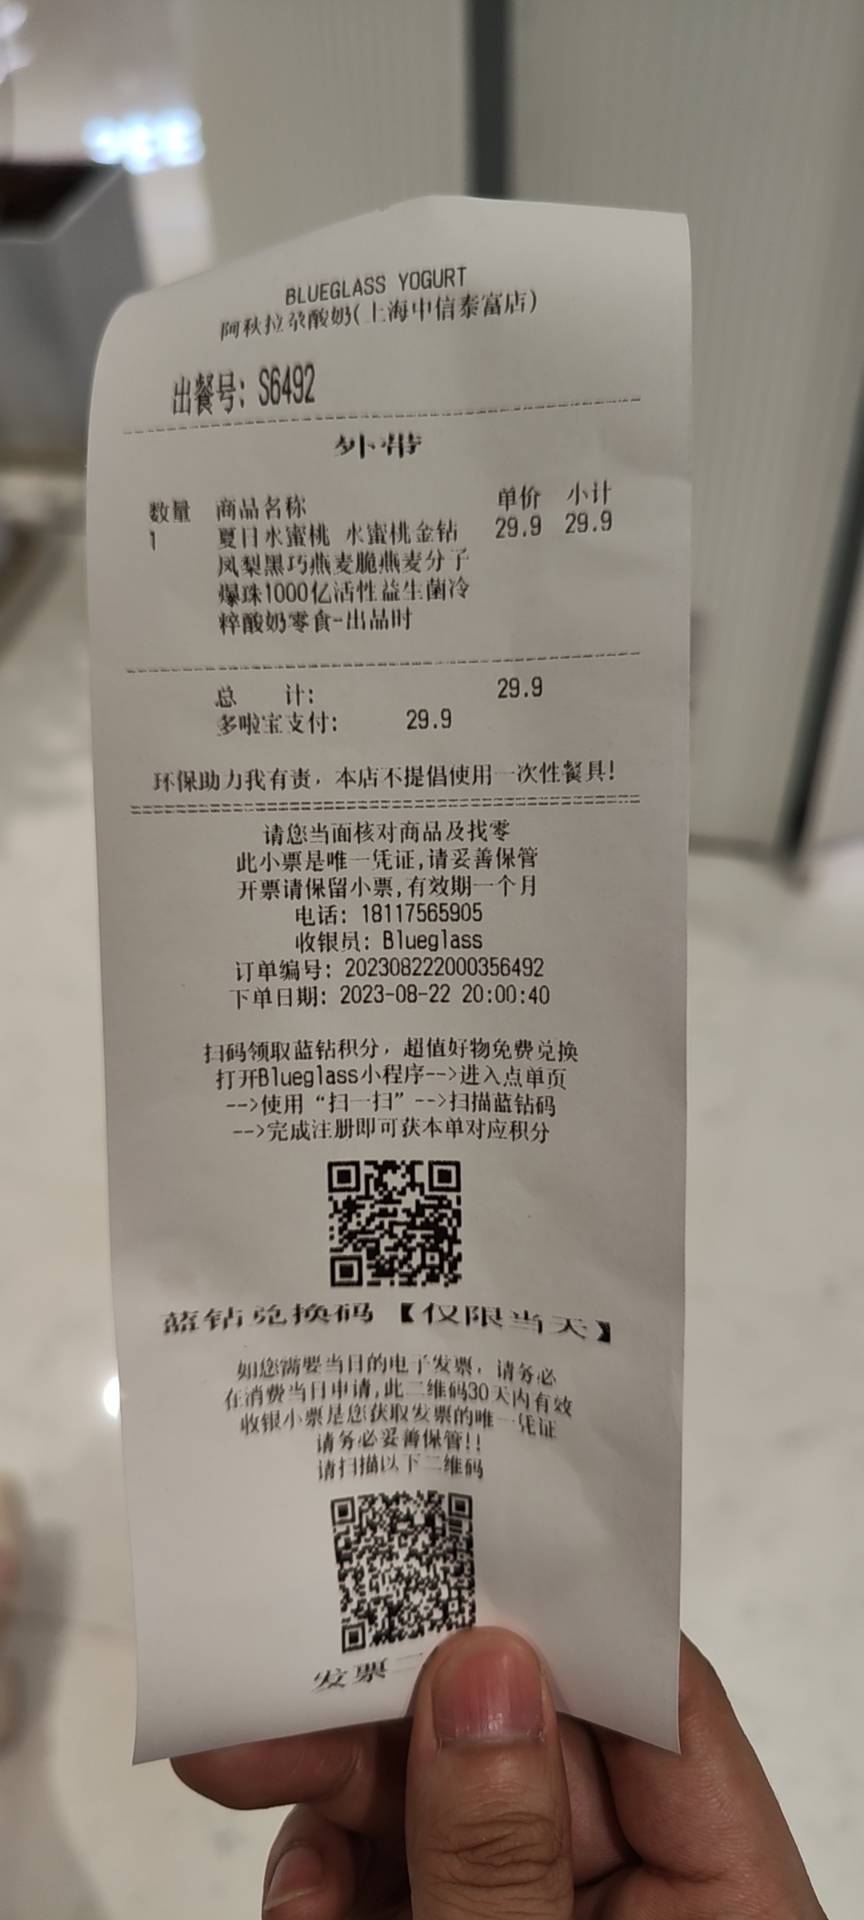 BLUEGLASS YOGURT
阿秋拉尕酸奶(上海中信泰富店)
出餐号: S6492
外带
数量 商品名称 单价 小计
1 夏日水蜜桃 水蜜桃金钻 29.9 29.9
凤梨黑巧燕麦脆燕麦分子
爆珠1000亿活性益生菌冷
粹酸奶零食-出品时
总 计: 29.9
多啦宝支付: 29.9
环保助力我有责，本店不提倡使用一次性餐具!
请您当面核对商品及找零
此小票是唯一凭证,请妥善保管
开票请保留小票,有效期一个月
电话: 18117565905
收银员: Blueglass
订单编号: 202308222000356492
下单日期: 2023-08-22 20:00:40
扫码领取蓝钻积分，超值好物免费兑换
打开Blueglass小程序-->进入点单页
-->使用“扫一扫”-->扫描蓝钻码
-->完成注册即可获本单对应积分
蓝钻兑换码【仅限当天】
如您需要当日的电子发票，请务必
在消费当日申请,此二维码30天内有效
收银小票是您获取发票的唯一凭证
请务必妥善保管!!
请扫描以下二维码
发票二